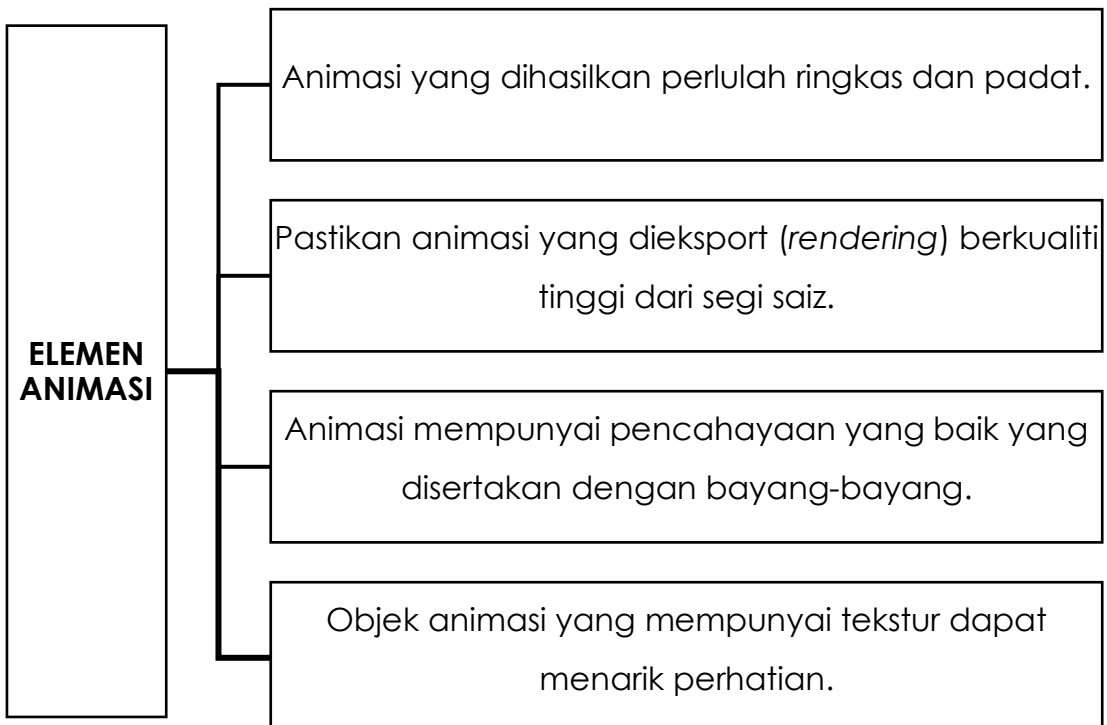 ELEMEN
ANIMASI
Animasi yang dihasilkan perlulah ringkas dan padat.
Pastikan animasi yang dieksport (rendering) berkualiti
tinggi dari segi saiz.
Animasi mempunyai pencahayaan yang baik yang
disertakan dengan bayang-bayang.
Objek animasi yang mempunyai tekstur dapat
menarik perhatian.